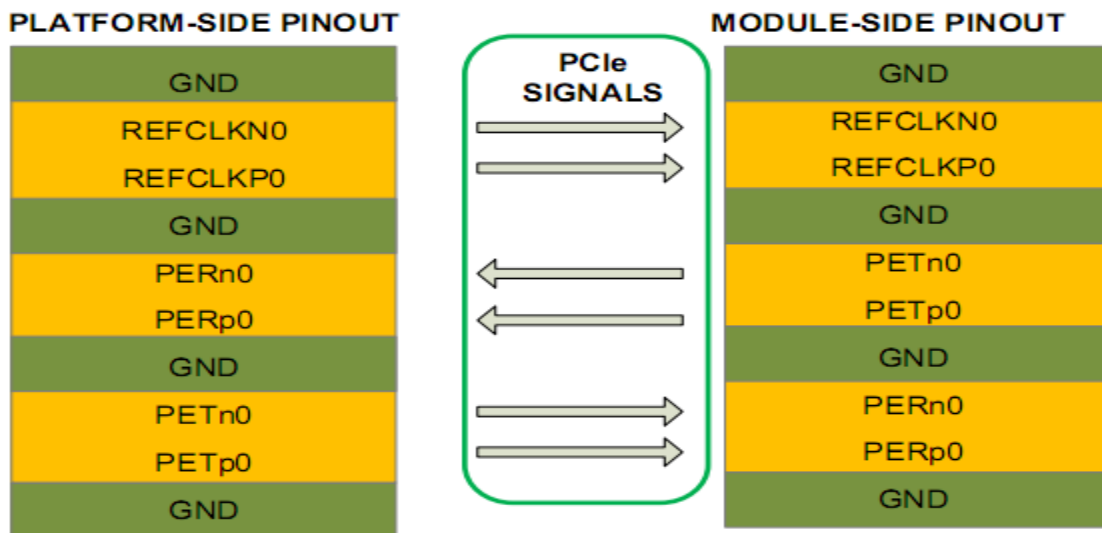 PLATFORM-SIDE PINOUT
GND
REFCLKN0
REFCLKP0
GND
PERn0
PERp0
GND
PETn0
PETp0
GND
PCIe
SIGNALS
MODULE-SIDE PINOUT
GND
REFCLKN0
REFCLKP0
GND
PETn0
PETp0
GND
PERn0
PERp0
GND